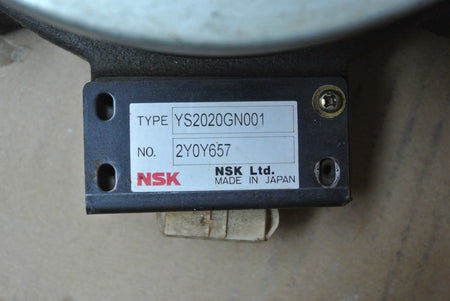 TYPE YS2020GN001
NO. 2Y0Y657
NSK NSK Ltd.
MADE IN JAPAN